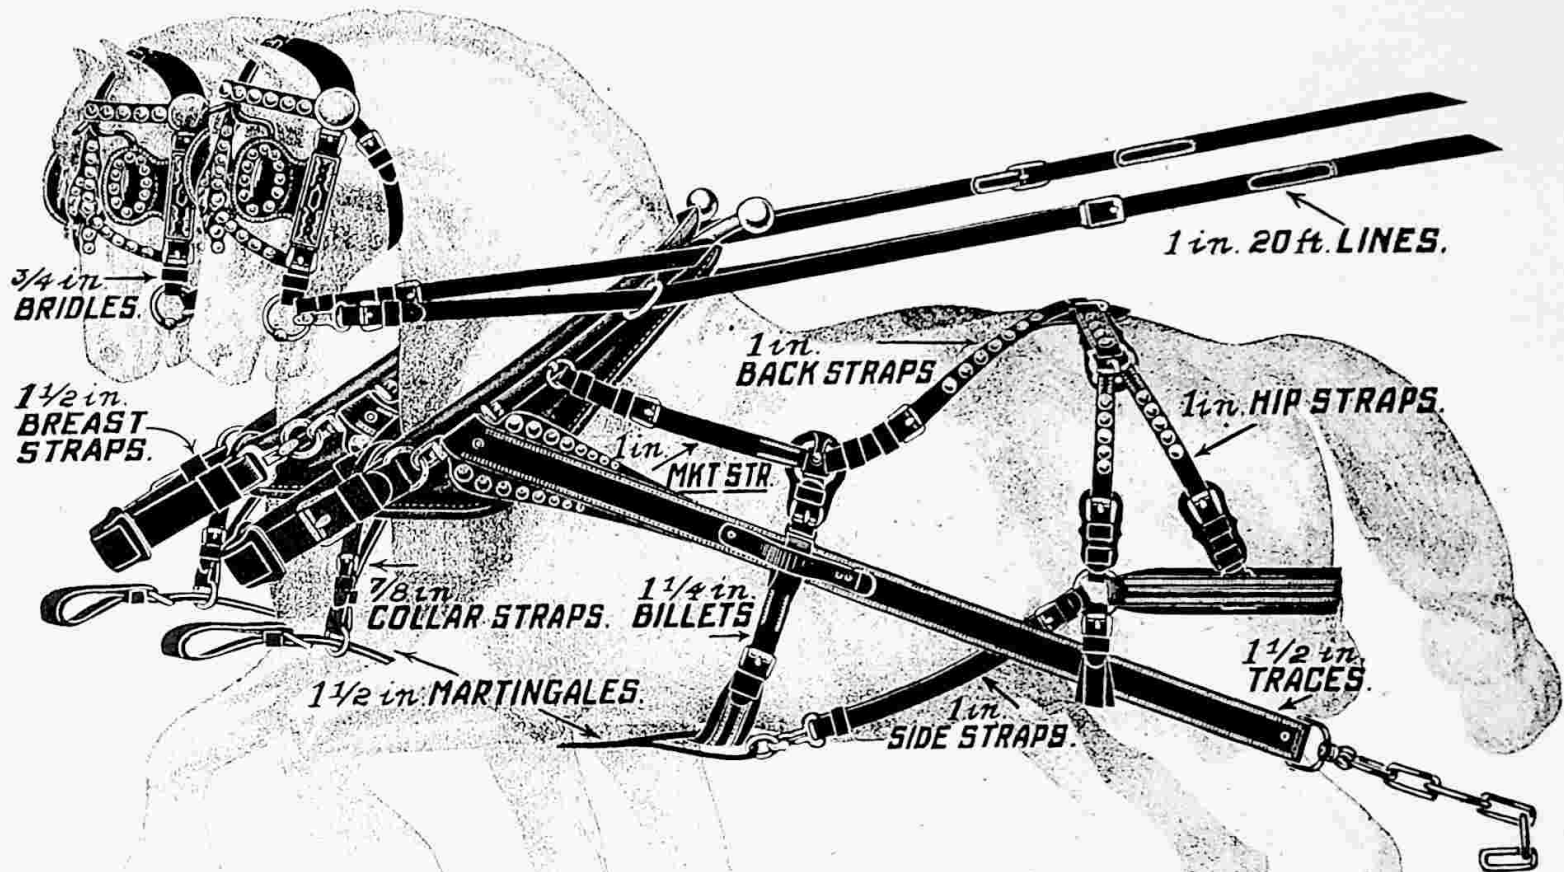 3/4 in.
BRIDLES.
1 in. 20 ft. LINES.
1 in.
BACK STRAPS
1 1/2 in.
BREAST
STRAPS.
1 in. HIP STRAPS.
1 in.
MKT STR.
7/8 in
COLLAR STRAPS.
1 1/4 in.
BILLETS
1 1/2 in. MARTINGALES.
1 in.
SIDE STRAPS.
1 1/2 in.
TRACES.